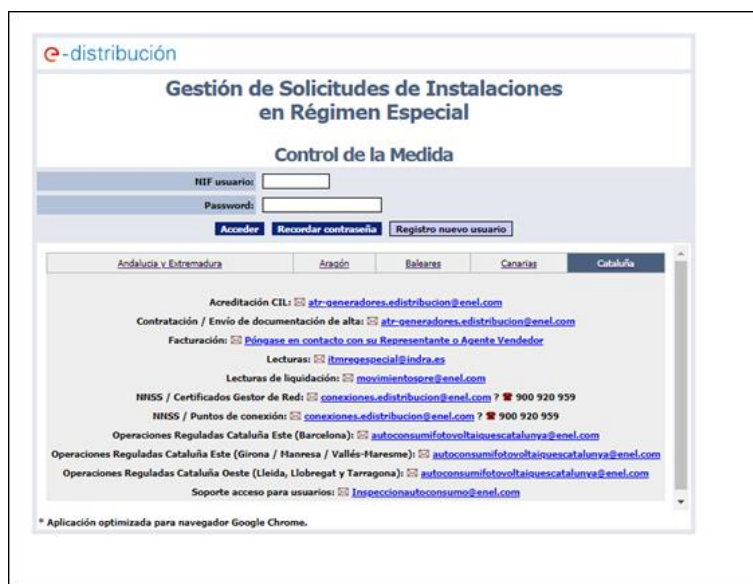 e-distribución
Gestión de Solicitudes de Instalaciones
en Régimen Especial
Control de la Medida
NIF usuario:
Password:
Acceder Recordar contraseña Registro nuevo usuario
Andalucia y Extremadura Aragón Baleares Canarias Cataluña
Acreditación CIL: atr-generadores.edistribucion@enel.com
Contratación / Envío de documentación de alta: atr-generadores.edistribucion@enel.com
Facturación: Póngase en contacto con su Representante o Agente Vendedor
Lecturas: itmregespecial@indra.es
Lecturas de liquidación: movimientospre@enel.com
NNSS / Certificados Gestor de Red: conexiones.edistribucion@enel.com ? ☎ 900 920 959
NNSS / Puntos de conexión: conexiones.edistribucion@enel.com ? ☎ 900 920 959
Operaciones Reguladas Cataluña Este (Barcelona): autoconsumifotovoltaiquescatalunya@enel.com
Operaciones Reguladas Cataluña Este (Girona / Manresa / Vallés-Maresme): autoconsumifotovoltaiquescatalunya@enel.com
Operaciones Reguladas Cataluña Oeste (Lleida, Llobregat y Tarragona): autoconsumifotovoltaiquescatalunya@enel.com
Soporte acceso para usuarios: Inspeccionautoconsumo@enel.com
* Aplicación optimizada para navegador Google Chrome.